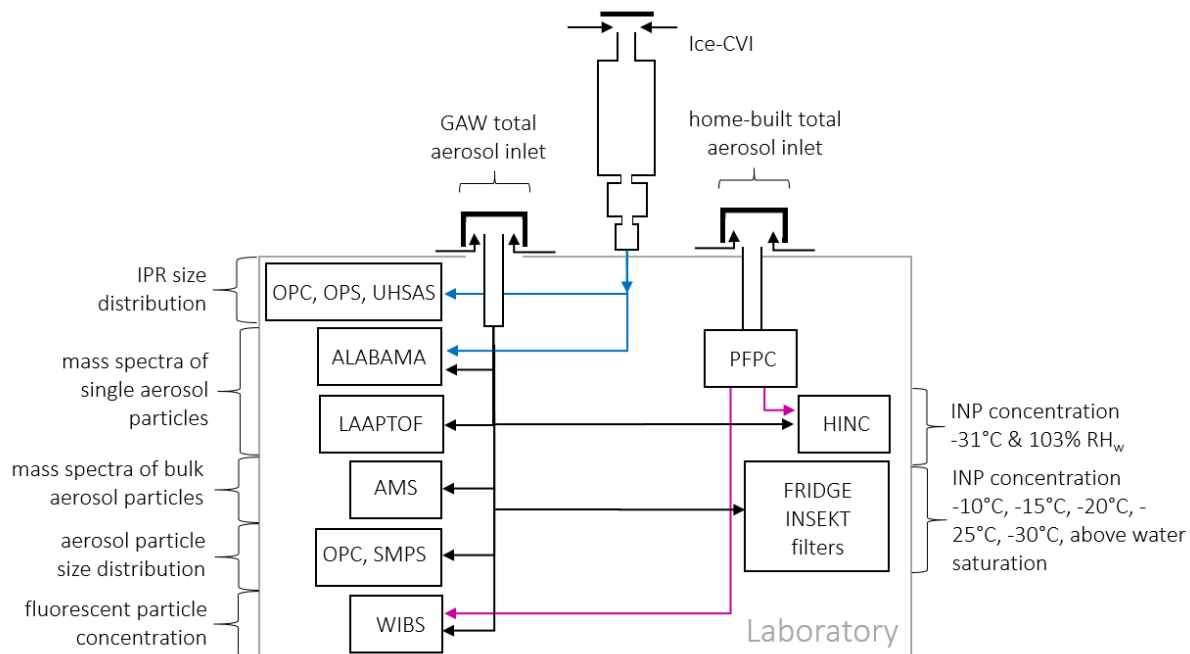 Ice-CVI
GAW total
aerosol inlet
home-built total
aerosol inlet
IPR size
distribution
OPC, OPS, UHSAS
mass spectra of
single aerosol
particles
ALABAMA
PFPC
LAAPTOF
HINC
INP concentration
-31°C & 103% RHw
mass spectra of bulk
aerosol particles
AMS
FRIDGE
INSEKT
filters
INP concentration
-10°C, -15°C, -20°C, -
25°C, -30°C, above water
saturation
aerosol particle
size distribution
OPC, SMPS
fluorescent particle
concentration
WIBS
Laboratory